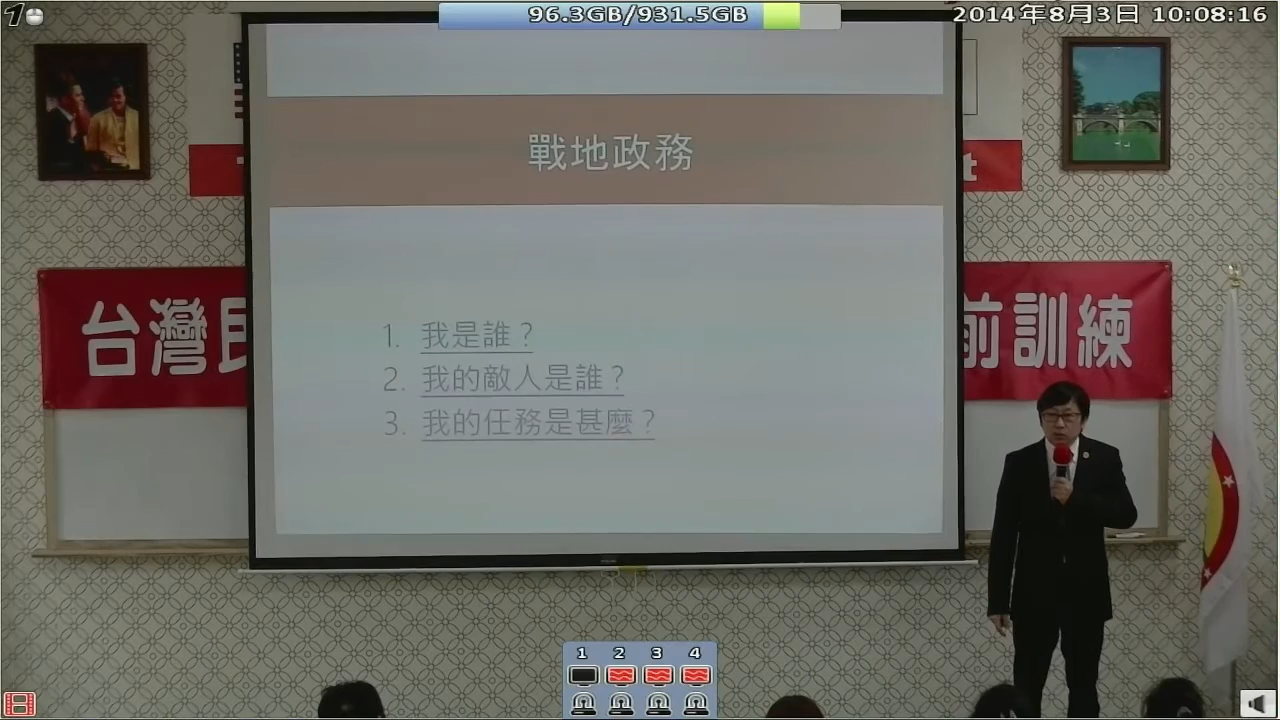 1
96.3GB/931.5GB
2014年8月3日 10:08:16
戰地政務
t
台灣民
前訓練
1. 我是誰？
2. 我的敵人是誰？
3. 我的任務是甚麼？
1 2 3 4